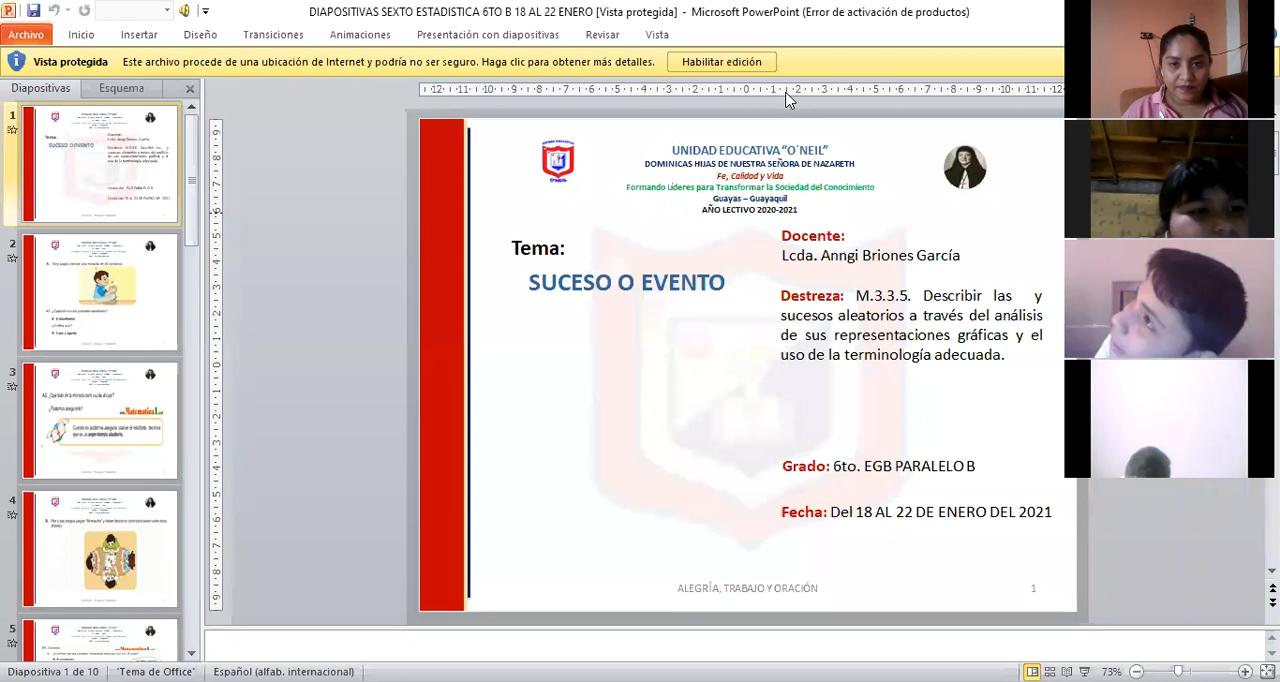 DIAPOSITIVAS SEXTO ESTADISTICA 6TO B 18 AL 22 ENERO [Vista protegida] - Microsoft PowerPoint (Error de activación de productos)
Archivo Inicio Insertar Diseño Transiciones Animaciones Presentación con diapositivas Revisar Vista
Vista protegida Este archivo procede de una ubicación de Internet y podría no ser seguro. Haga clic para obtener más detalles. Habilitar edición
Diapositivas Esquema
1
2
3
4
5
SUCESO O EVENTO
UNIDAD EDUCATIVA "O´NEIL"
DOMINICAS HIJAS DE NUESTRA SEÑORA DE NAZARETH
Fe, Calidad y Vida
Formando Líderes para Transformar la Sociedad del Conocimiento
Guayas – Guayaquil
AÑO LECTIVO 2020-2021
Tema:
SUCESO O EVENTO
Docente:
Lcda. Anngi Briones García
Destreza: M.3.3.5. Describir las y
sucesos aleatorios a través del análisis
de sus representaciones gráficas y el
uso de la terminología adecuada.
Grado: 6to. EGB PARALELO B
Fecha: Del 18 AL 22 DE ENERO DEL 2021
ALEGRÍA, TRABAJO Y ORACIÓN 1
Diapositiva 1 de 10 "Tema de Office" Español (alfab. internacional) 73%